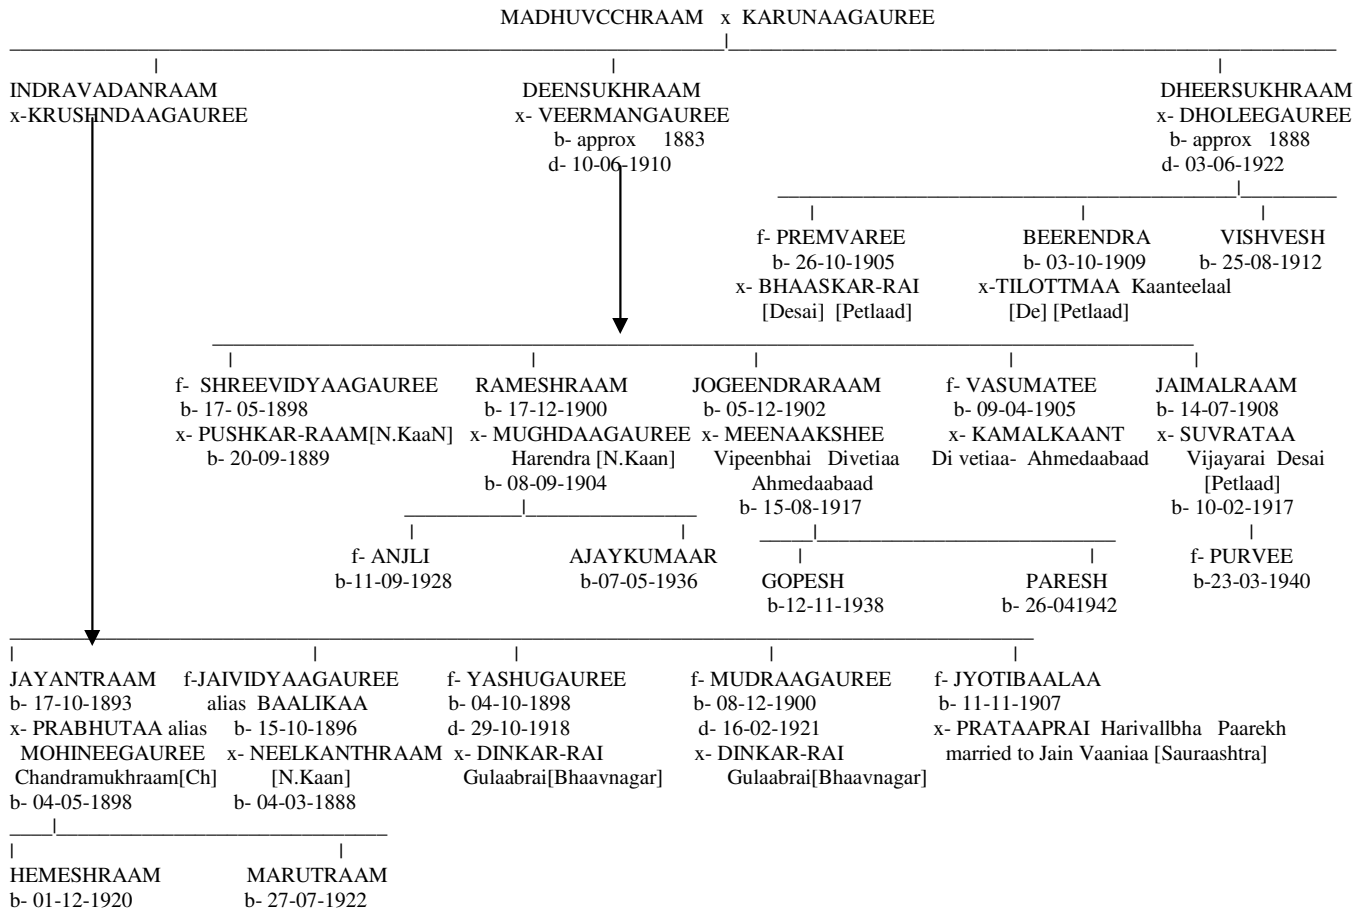 MADHUVCCHRAAM x KARUNAAGAUREE
INDRAVADANRAAM DEENSUKHRAAM DHEERSUKHRAAM
x-KRUSHNDAAGAUREE x- VEERMANGAUREE x- DHOLEEGAUREE
b- approx 1883 b- approx 1888
d- 10-06-1910 d- 03-06-1922
f- PREMVAREE BEERENDRA VISHVESH
b- 26-10-1905 b- 03-10-1909 b- 25-08-1912
x- BHAASKAR-RAI x-TILOTTMAA Kaanteelaal
[Desai] [Petlaad] [De] [Petlaad]
f- SHREEVIDYAAGAUREE RAMESHRAAM JOGEENDRARAAM f- VASUMATEE JAIMALRAAM
b- 17- 05-1898 b- 17-12-1900 b- 05-12-1902 b- 09-04-1905 b- 14-07-1908
x- PUSHKAR-RAAM[N.KaaN] x- MUGHDAAGAUREE x- MEENAAKSHEE x- KAMALKAANT x- SUVRATAA
b- 20-09-1889 Harendra [N.Kaan] Vipeenbhai Divetiaa Di vetiaa- Ahmedaabaad Vijayarai Desai
b- 08-09-1904 Ahmedaabaad [Petlaad]
b- 15-08-1917 b- 10-02-1917
f- ANJLI AJAYKUMAAR f- PURVEE
b-11-09-1928 b-07-05-1936 GOPESH PARESH b-23-03-1940
b-12-11-1938 b- 26-041942
JAYANTRAAM f-JAIVIDYAAGAUREE f- YASHUGAUREE f- MUDRAAGAUREE f- JYOTIBAALAA
b- 17-10-1893 alias BAALIKAA b- 04-10-1898 b- 08-12-1900 b- 11-11-1907
x- PRABHUTAA alias b- 15-10-1896 d- 29-10-1918 d- 16-02-1921 x- PRATAAPRAI Harivallbha Paarekh
MOHINEEGAUREE x- NEELKANTHRAAM x- DINKAR-RAI x- DINKAR-RAI married to Jain Vaaniaa [Sauraashtra]
Chandramukhraam[Ch] [N.Kaan] Gulaabrai[Bhaavnagar] Gulaabrai[Bhaavnagar]
b- 04-05-1898 b- 04-03-1888
HEMESHRAAM MARUTRAAM
b- 01-12-1920 b- 27-07-1922